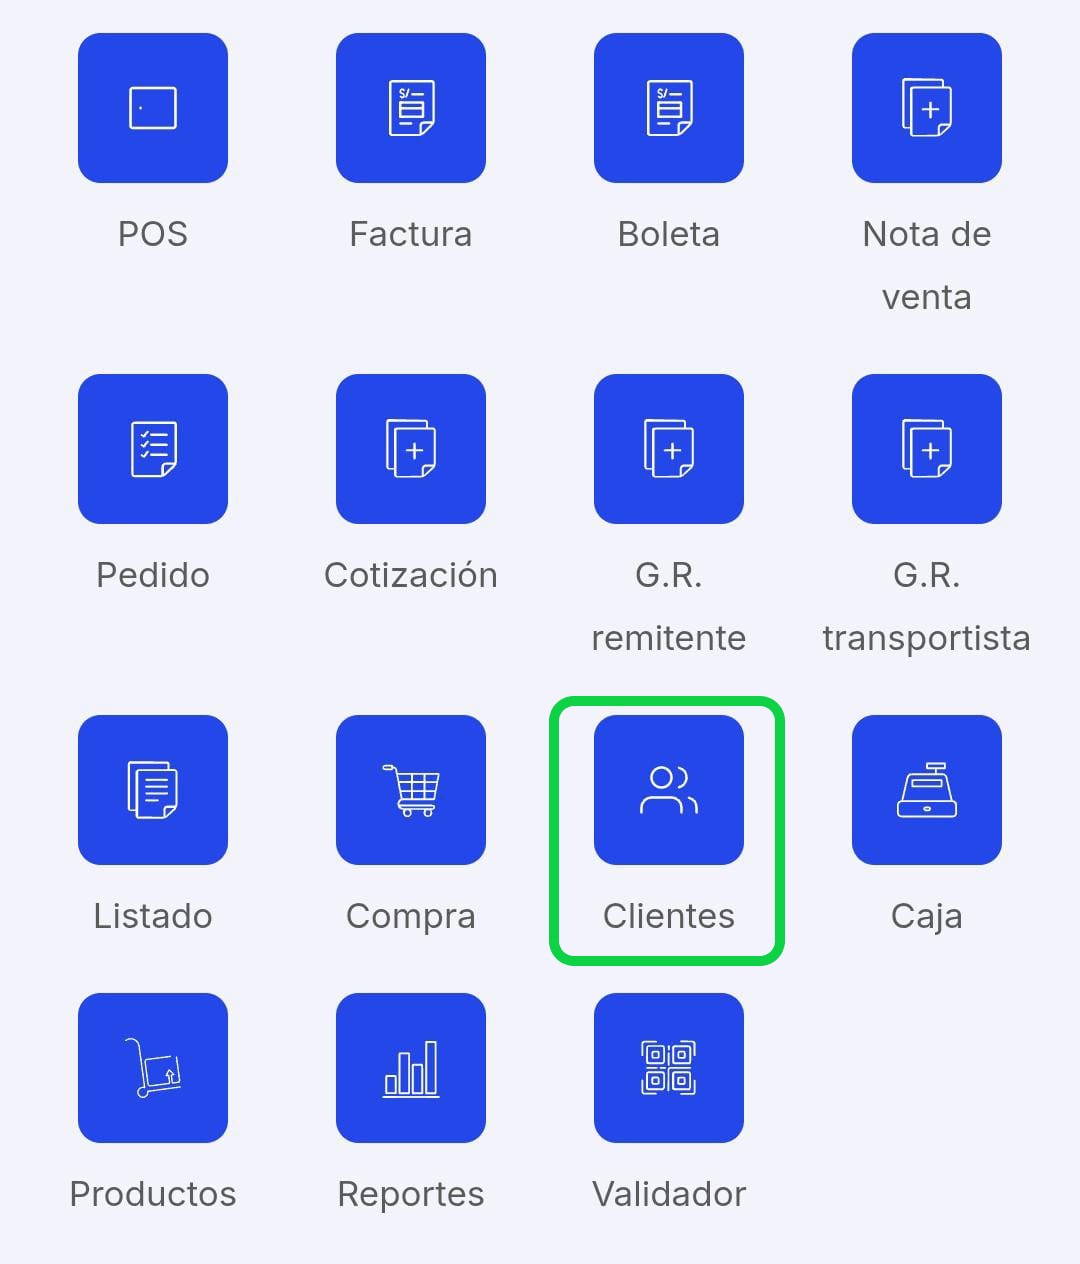 S/
S/
POS
Factura
Boleta
Nota de
venta
Pedido
Cotización
G.R.
remitente
G.R.
transportista
Listado
Compra
Clientes
Caja
Productos
Reportes
Validador